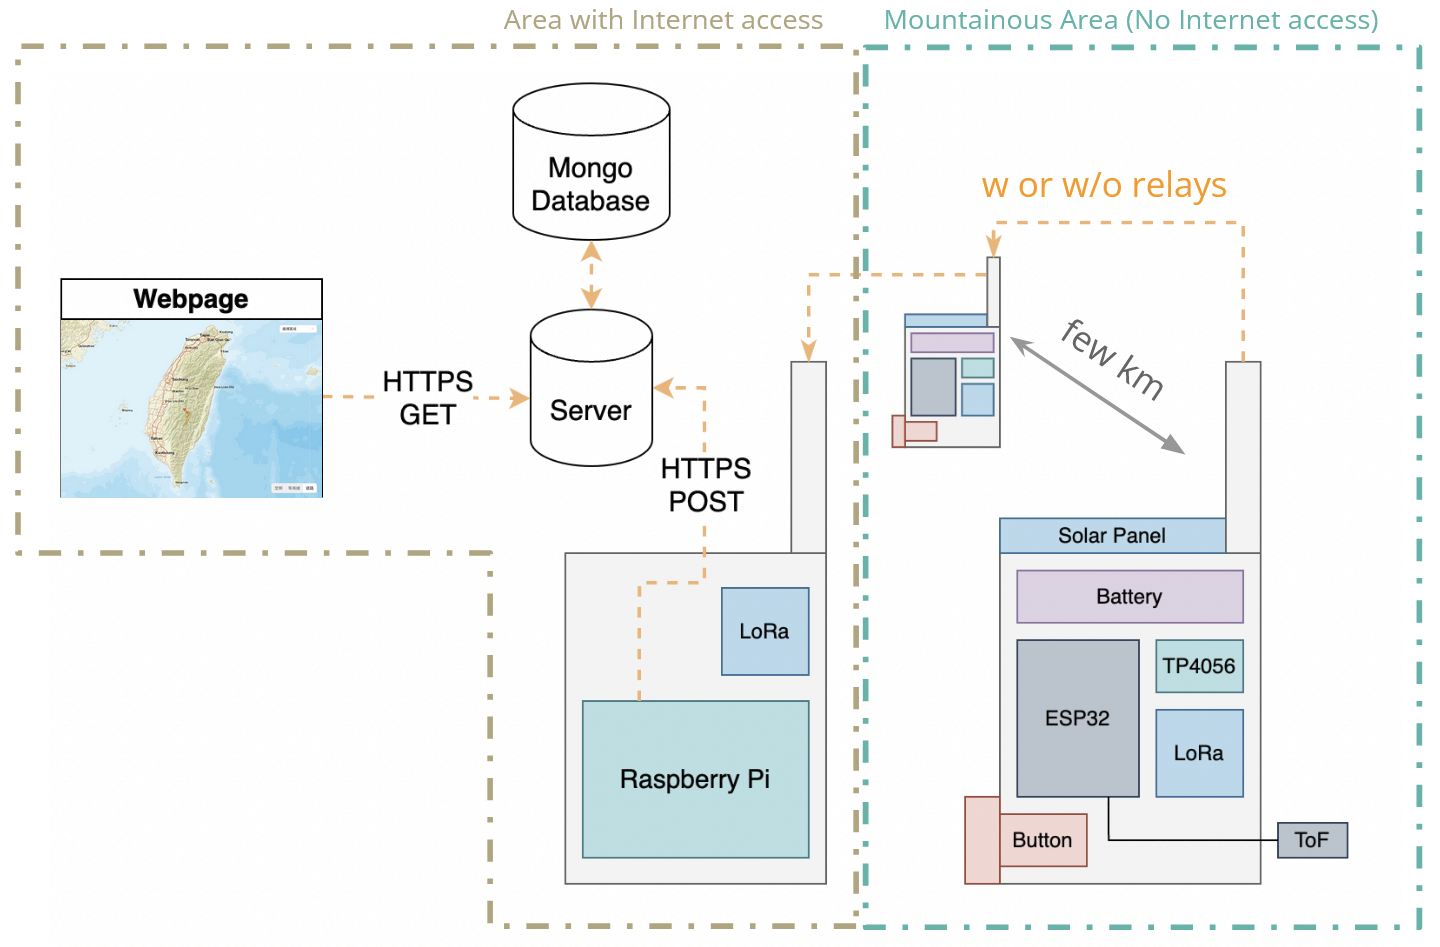 Area with Internet access
Mountainous Area (No Internet access)
Mongo
Database
w or w/o relays
Webpage
few km
HTTPS
GET
Server
HTTPS
POST
Solar Panel
Battery
LoRa
TP4056
ESP32
LoRa
Raspberry Pi
Button
ToF